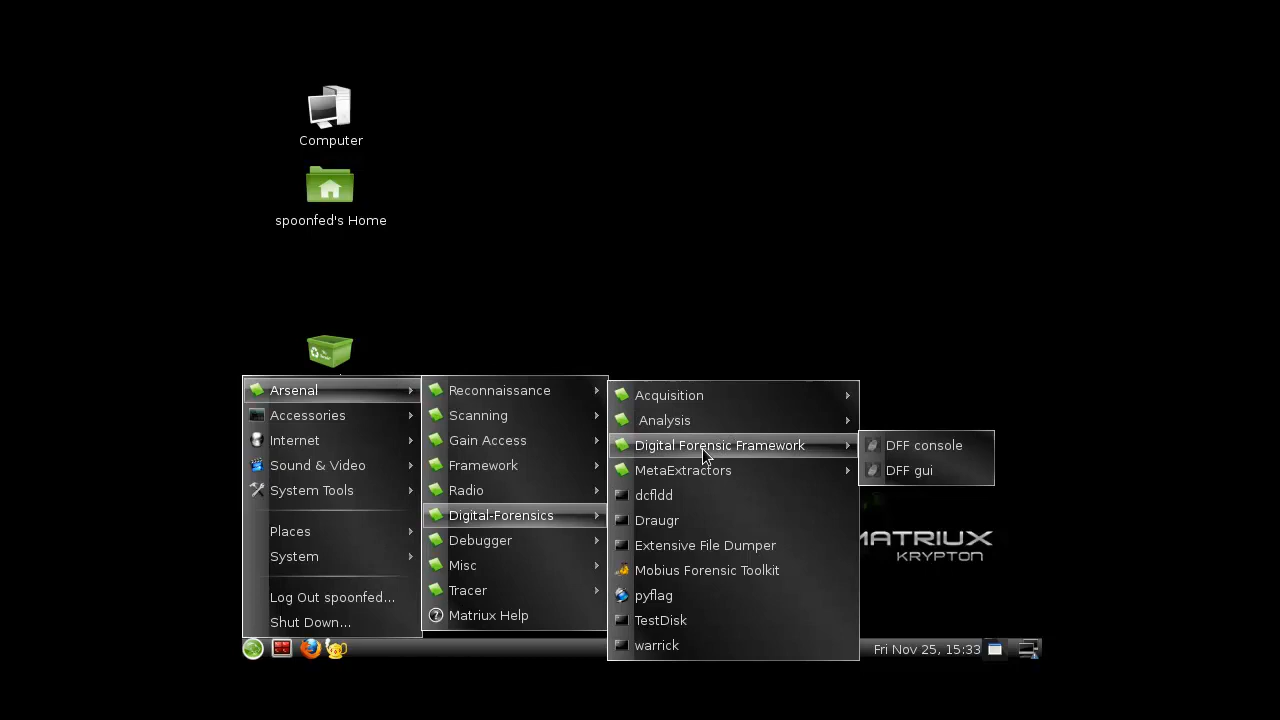 Computer
spoonfed's Home
Arsenal
Accessories
Internet
Sound & Video
System Tools
Places
System
Log Out spoonfed...
Shut Down...
Reconnaissance
Scanning
Gain Access
Framework
Radio
Digital-Forensics
Debugger
Misc
Tracer
Matriux Help
Acquisition
Analysis
Digital Forensic Framework
MetaExtractors
dcfldd
Draugr
Extensive File Dumper
Mobius Forensic Toolkit
pyflag
TestDisk
warrick
DFF console
DFF gui
MATRIUX
KRYPTON
Fri Nov 25, 15:33